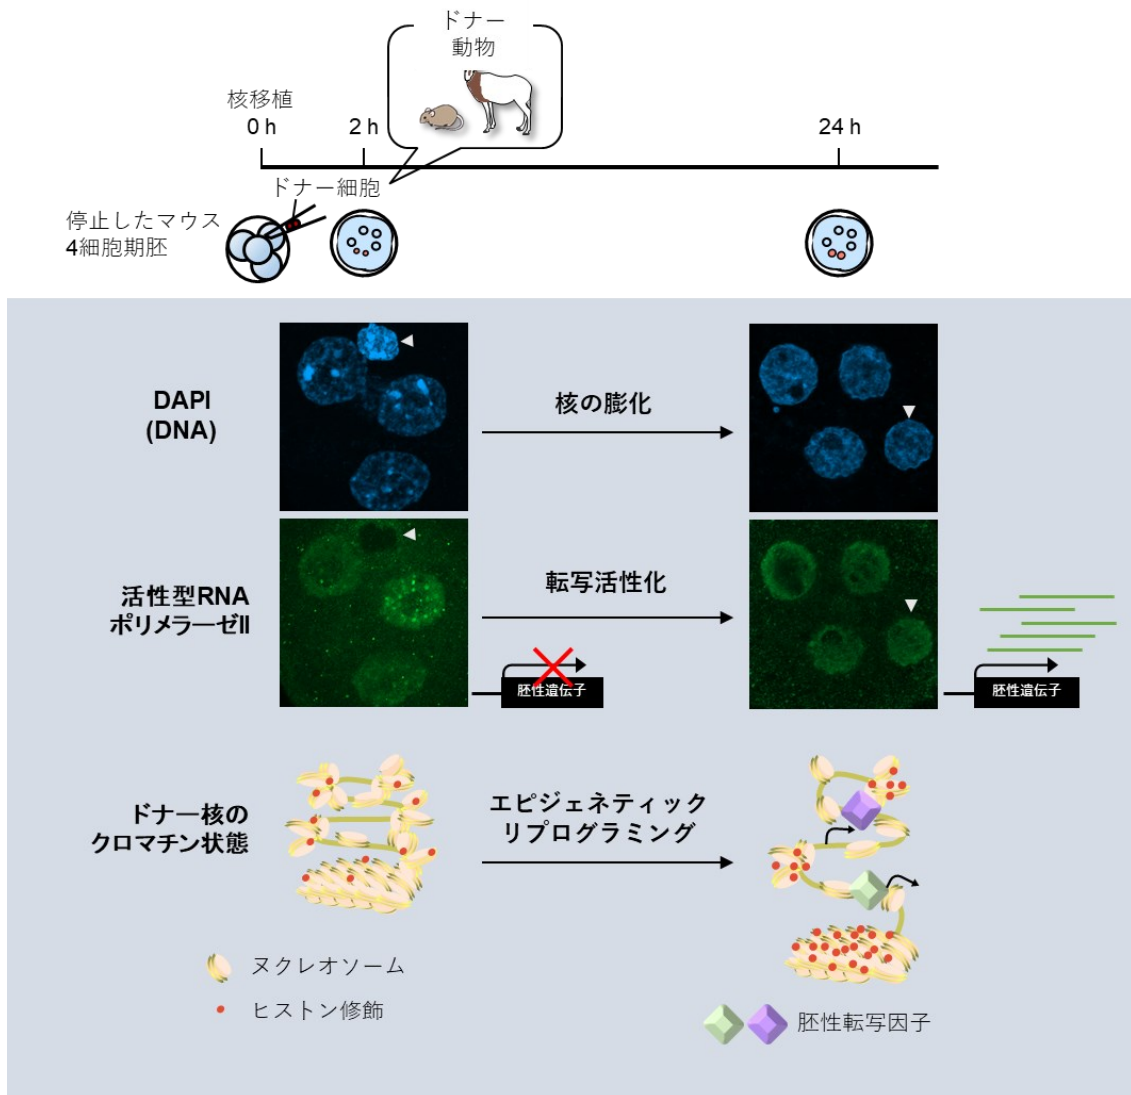 ドナー
動物
核移植
0 h
2 h
24 h
ドナー細胞
停止したマウス
4細胞期胚
DAPI
(DNA)
核の膨化
活性型RNA
ポリメラーゼII
転写活性化
胚性遺伝子
胚性遺伝子
ドナー核の
クロマチン状態
エピジェネティック
リプログラミング
ヌクレオソーム
ヒストン修飾
胚性転写因子